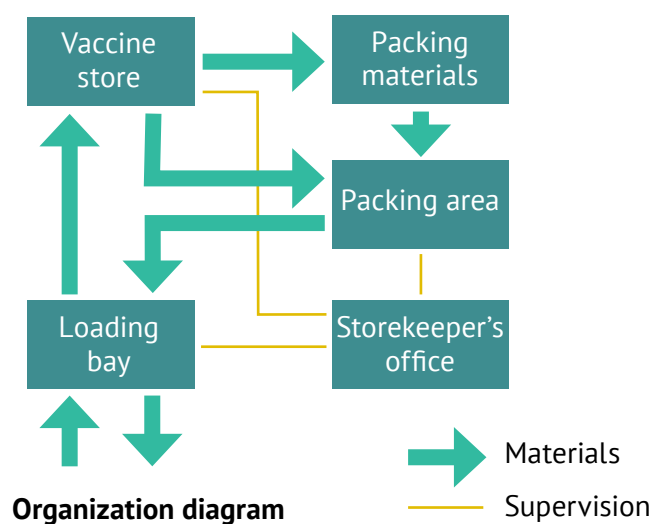 Vaccine
store
Packing
materials
Packing area
Loading
bay
Storekeeper’s
office
Materials
Supervision
Organization diagram